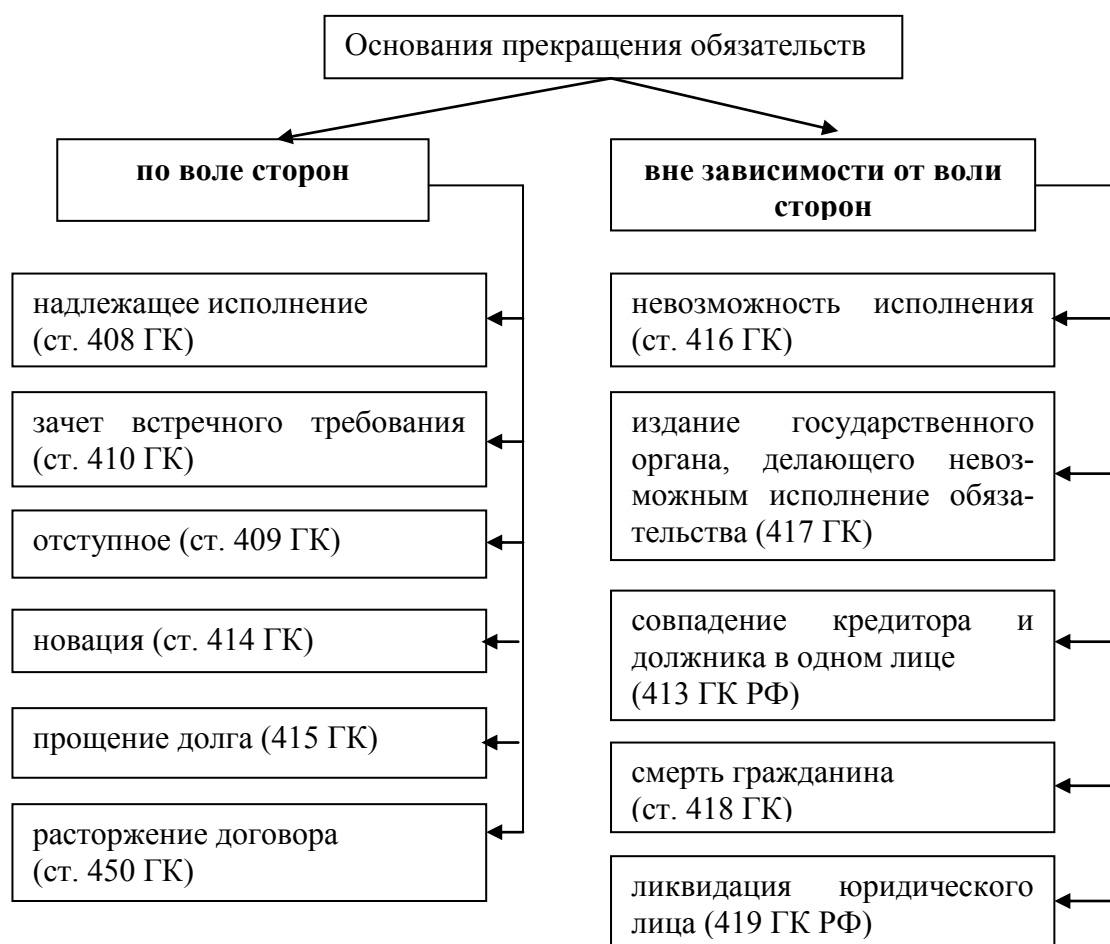 Основания прекращения обязательств
по воле сторон
надлежащее исполнение
(ст. 408 ГК)
зачет встречного требования
(ст. 410 ГК)
отступное (ст. 409 ГК)
новация (ст. 414 ГК)
прощение долга (415 ГК)
расторжение договора
(ст. 450 ГК)
вне зависимости от воли
сторон
невозможность исполнения
(ст. 416 ГК)
издание государственного
органа, делающего невоз-
можным исполнение обяза-
тельства (417 ГК)
совпадение кредитора и
должника в одном лице
(413 ГК РФ)
смерть гражданина
(ст. 418 ГК)
ликвидация юридического
лица (419 ГК РФ)